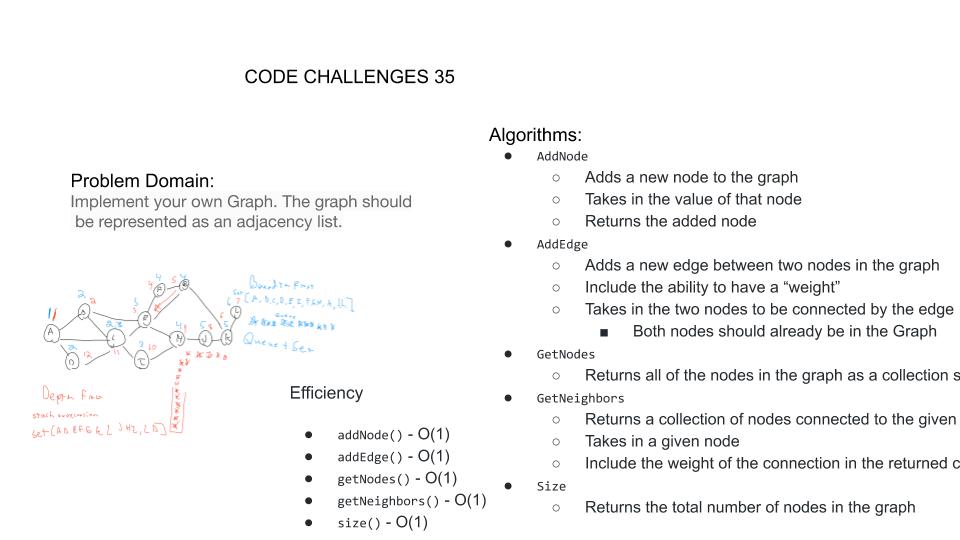 CODE CHALLENGES 35
Problem Domain:
Implement your own Graph. The graph should
be represented as an adjacency list.
Breadth First
Queue + Set
Depth First
Efficiency
● addNode() - O(1)
● addEdge() - O(1)
● getNodes() - O(1)
● getNeighbors() - O(1)
● size() - O(1)
Algorithms:
● AddNode
○ Adds a new node to the graph
○ Takes in the value of that node
○ Returns the added node
● AddEdge
○ Adds a new edge between two nodes in the graph
○ Include the ability to have a “weight”
○ Takes in the two nodes to be connected by the edge
■ Both nodes should already be in the Graph
● GetNodes
○ Returns all of the nodes in the graph as a collection s
● GetNeighbors
○ Returns a collection of nodes connected to the given
○ Takes in a given node
○ Include the weight of the connection in the returned c
● Size
○ Returns the total number of nodes in the graph